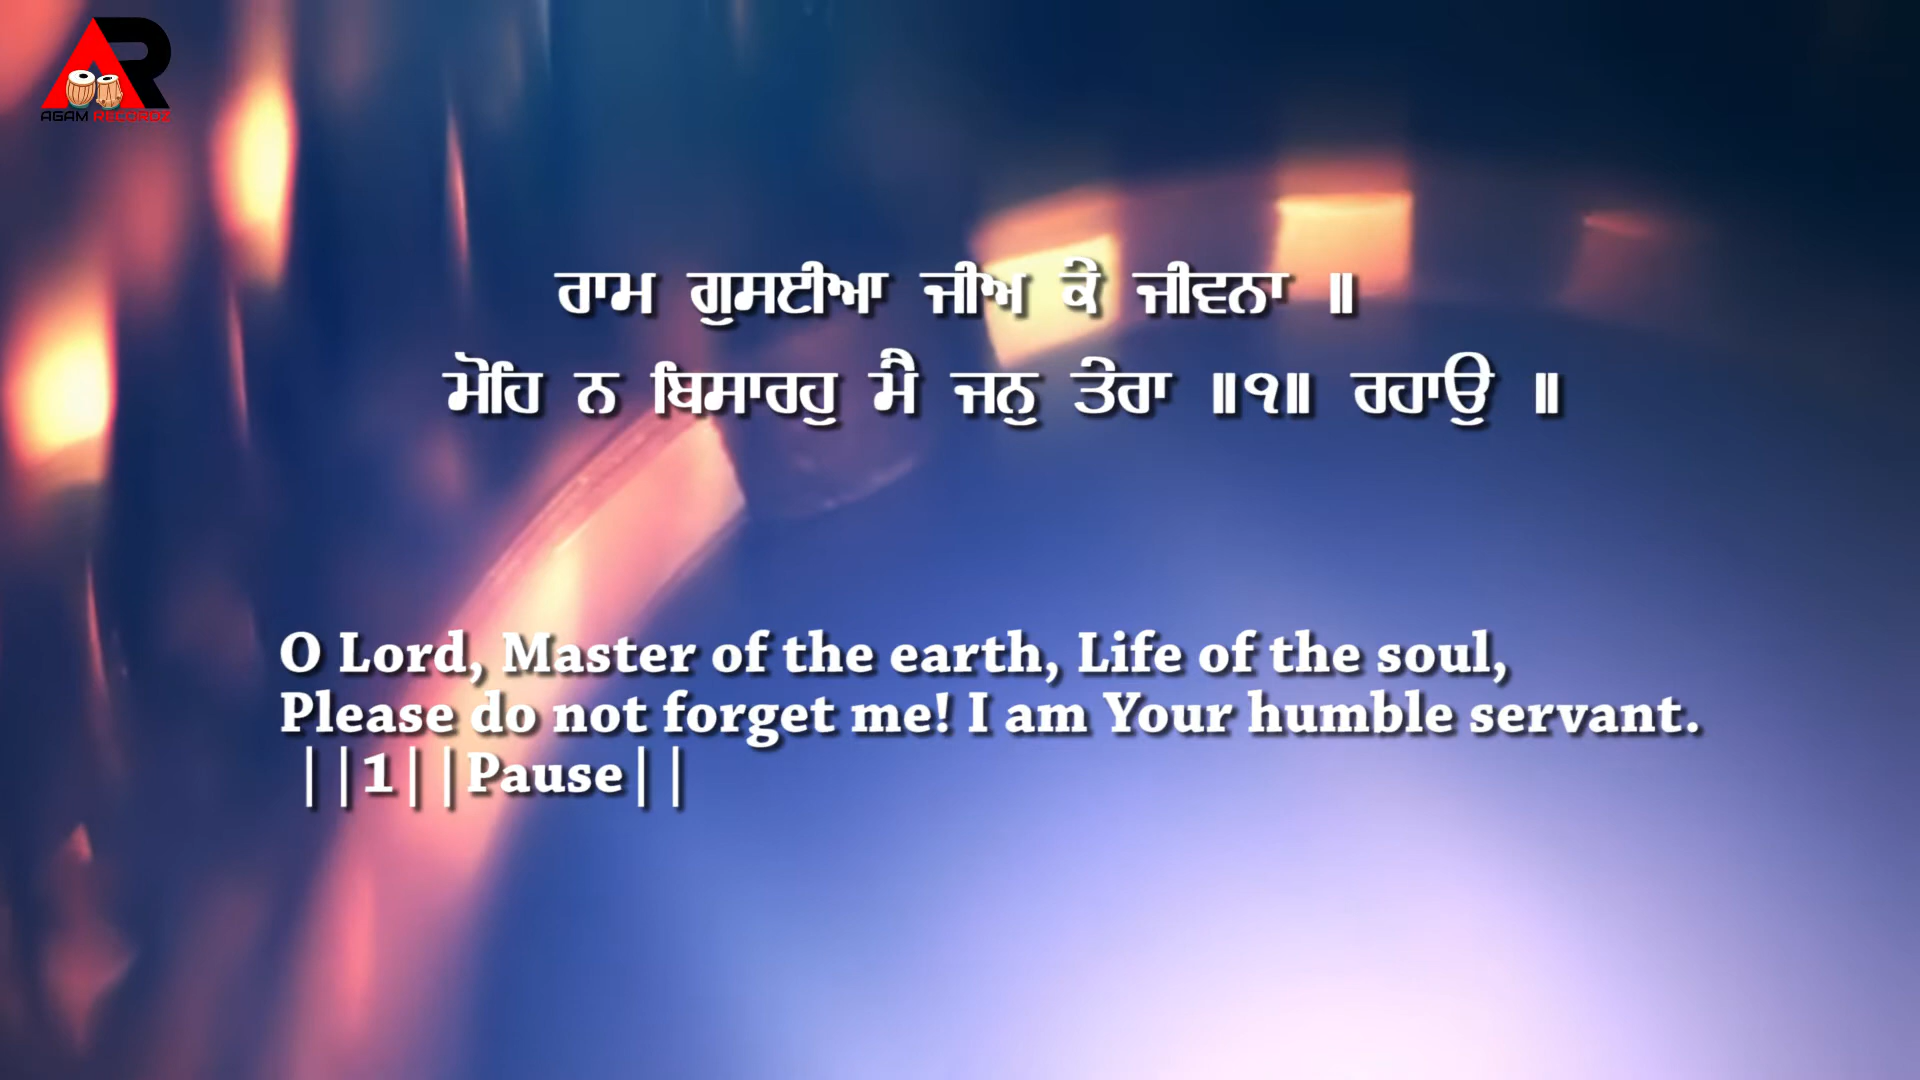 AGAM RECORDZ
ਰਾਮ ਗੁਸਈਆ ਜੀਅ ਕੇ ਜੀਵਨਾ ॥
ਮੋਹਿ ਨ ਬਿਸਾਰਹੁ ਮੈ ਜਨੁ ਤੇਰਾ ॥੧॥ ਰਹਾਉ ॥
O Lord, Master of the earth, Life of the soul,
Please do not forget me! I am Your humble servant.
||1||Pause||